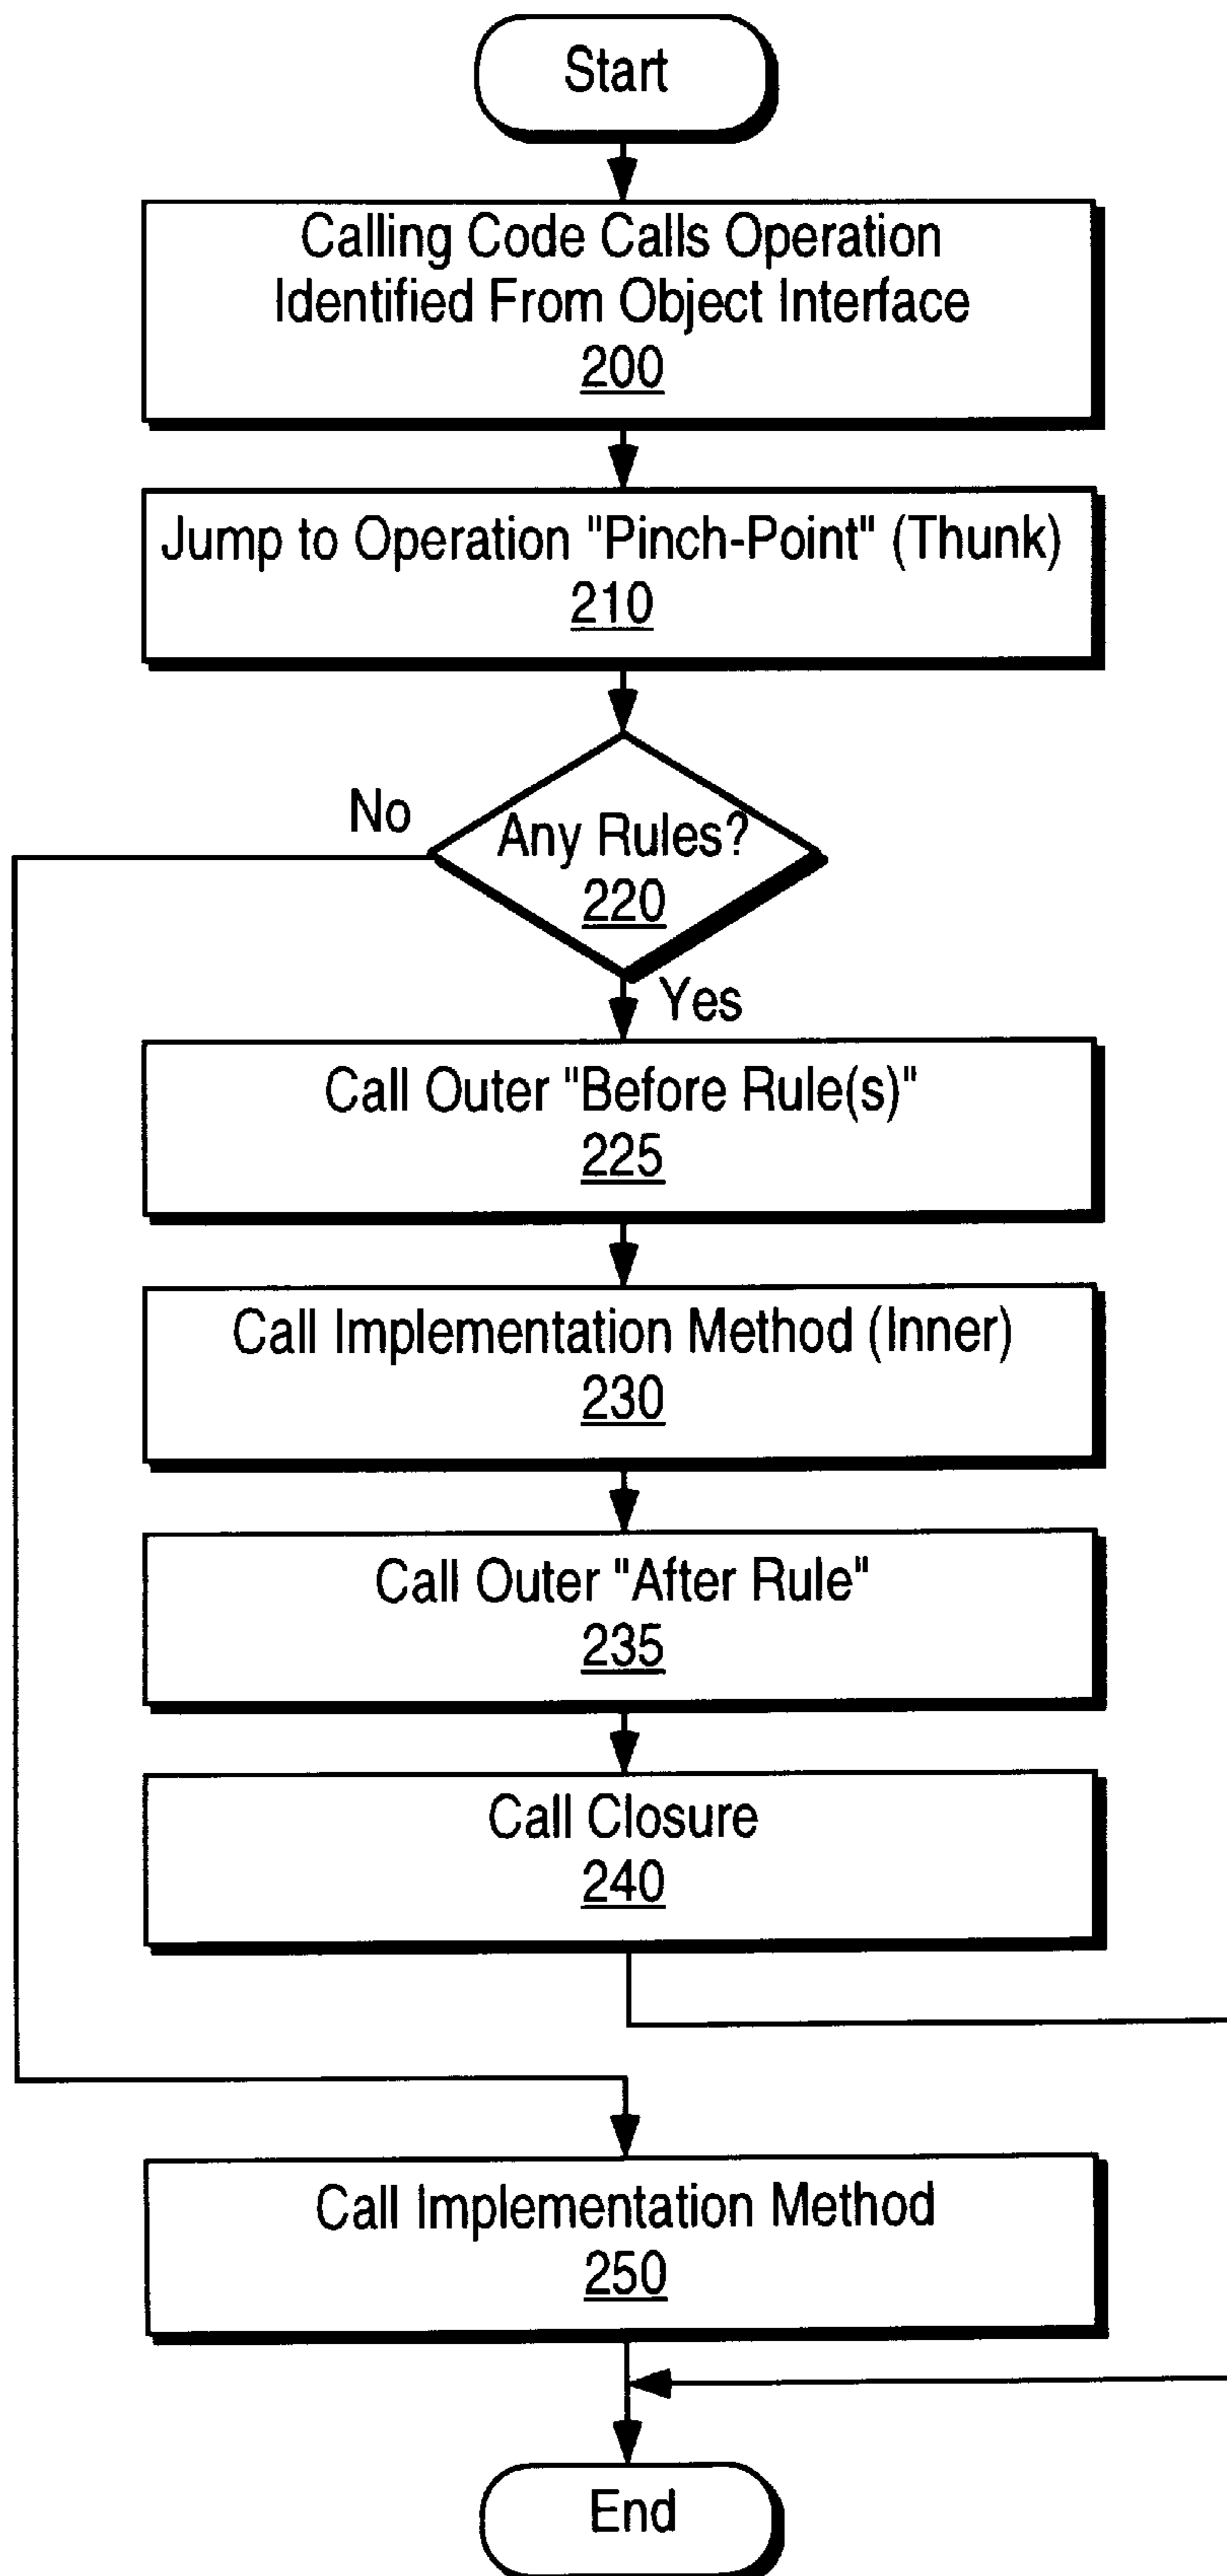 Start
Calling Code Calls Operation
Identified From Object Interface
200
Jump to Operation "Pinch-Point" (Thunk)
210
No
Any Rules?
220
Yes
Call Outer "Before Rule(s)"
225
Call Implementation Method (Inner)
230
Call Outer "After Rule"
235
Call Closure
240
Call Implementation Method
250
End